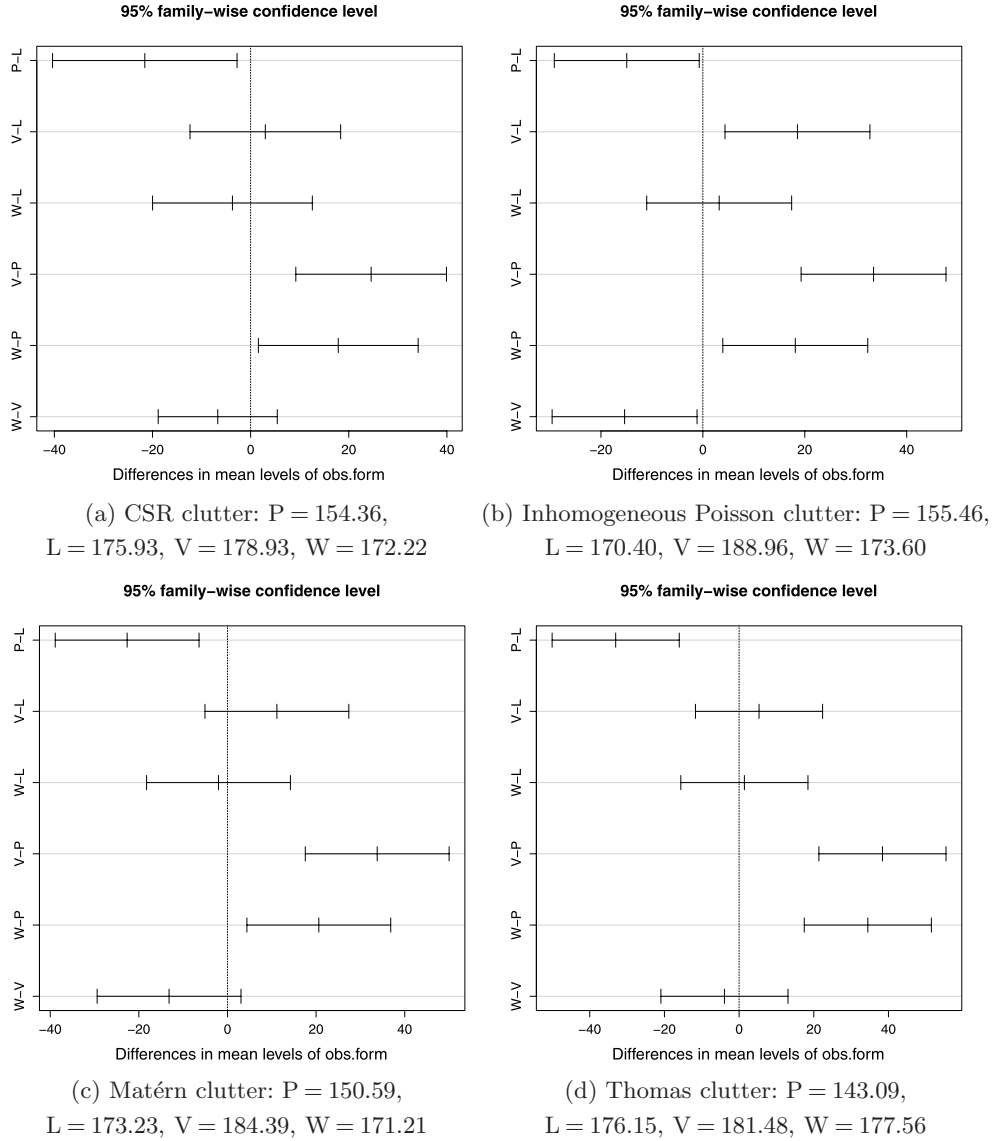 95% family−wise confidence level
P−L
V−L
W−L
V−P
W−P
W−V
−40 −20 0 20 40
Differences in mean levels of obs.form
(a) CSR clutter: P = 154.36,
L = 175.93, V = 178.93, W = 172.22
95% family−wise confidence level
P−L
V−L
W−L
V−P
W−P
W−V
−20 0 20 40
Differences in mean levels of obs.form
(b) Inhomogeneous Poisson clutter: P = 155.46,
L = 170.40, V = 188.96, W = 173.60
95% family−wise confidence level
P−L
V−L
W−L
V−P
W−P
W−V
−40 −20 0 20 40
Differences in mean levels of obs.form
(c) Matérn clutter: P = 150.59,
L = 173.23, V = 184.39, W = 171.21
95% family−wise confidence level
P−L
V−L
W−L
V−P
W−P
W−V
−40 −20 0 20 40
Differences in mean levels of obs.form
(d) Thomas clutter: P = 143.09,
L = 176.15, V = 181.48, W = 177.56